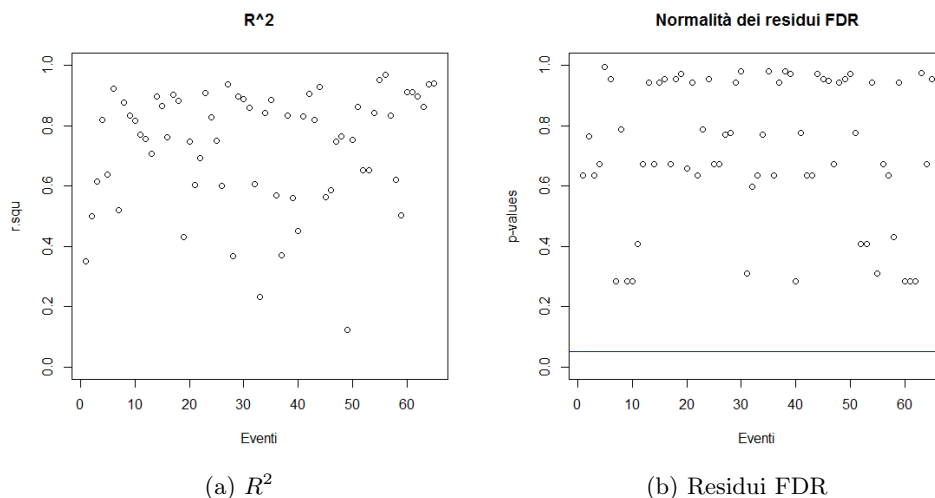 R^2
r.squ
0.0 0.2 0.4 0.6 0.8 1.0
0 10 20 30 40 50 60
Eventi
(a) R²
Normalità dei residui FDR
p-values
0.0 0.2 0.4 0.6 0.8 1.0
0 10 20 30 40 50 60
Eventi
(b) Residui FDR